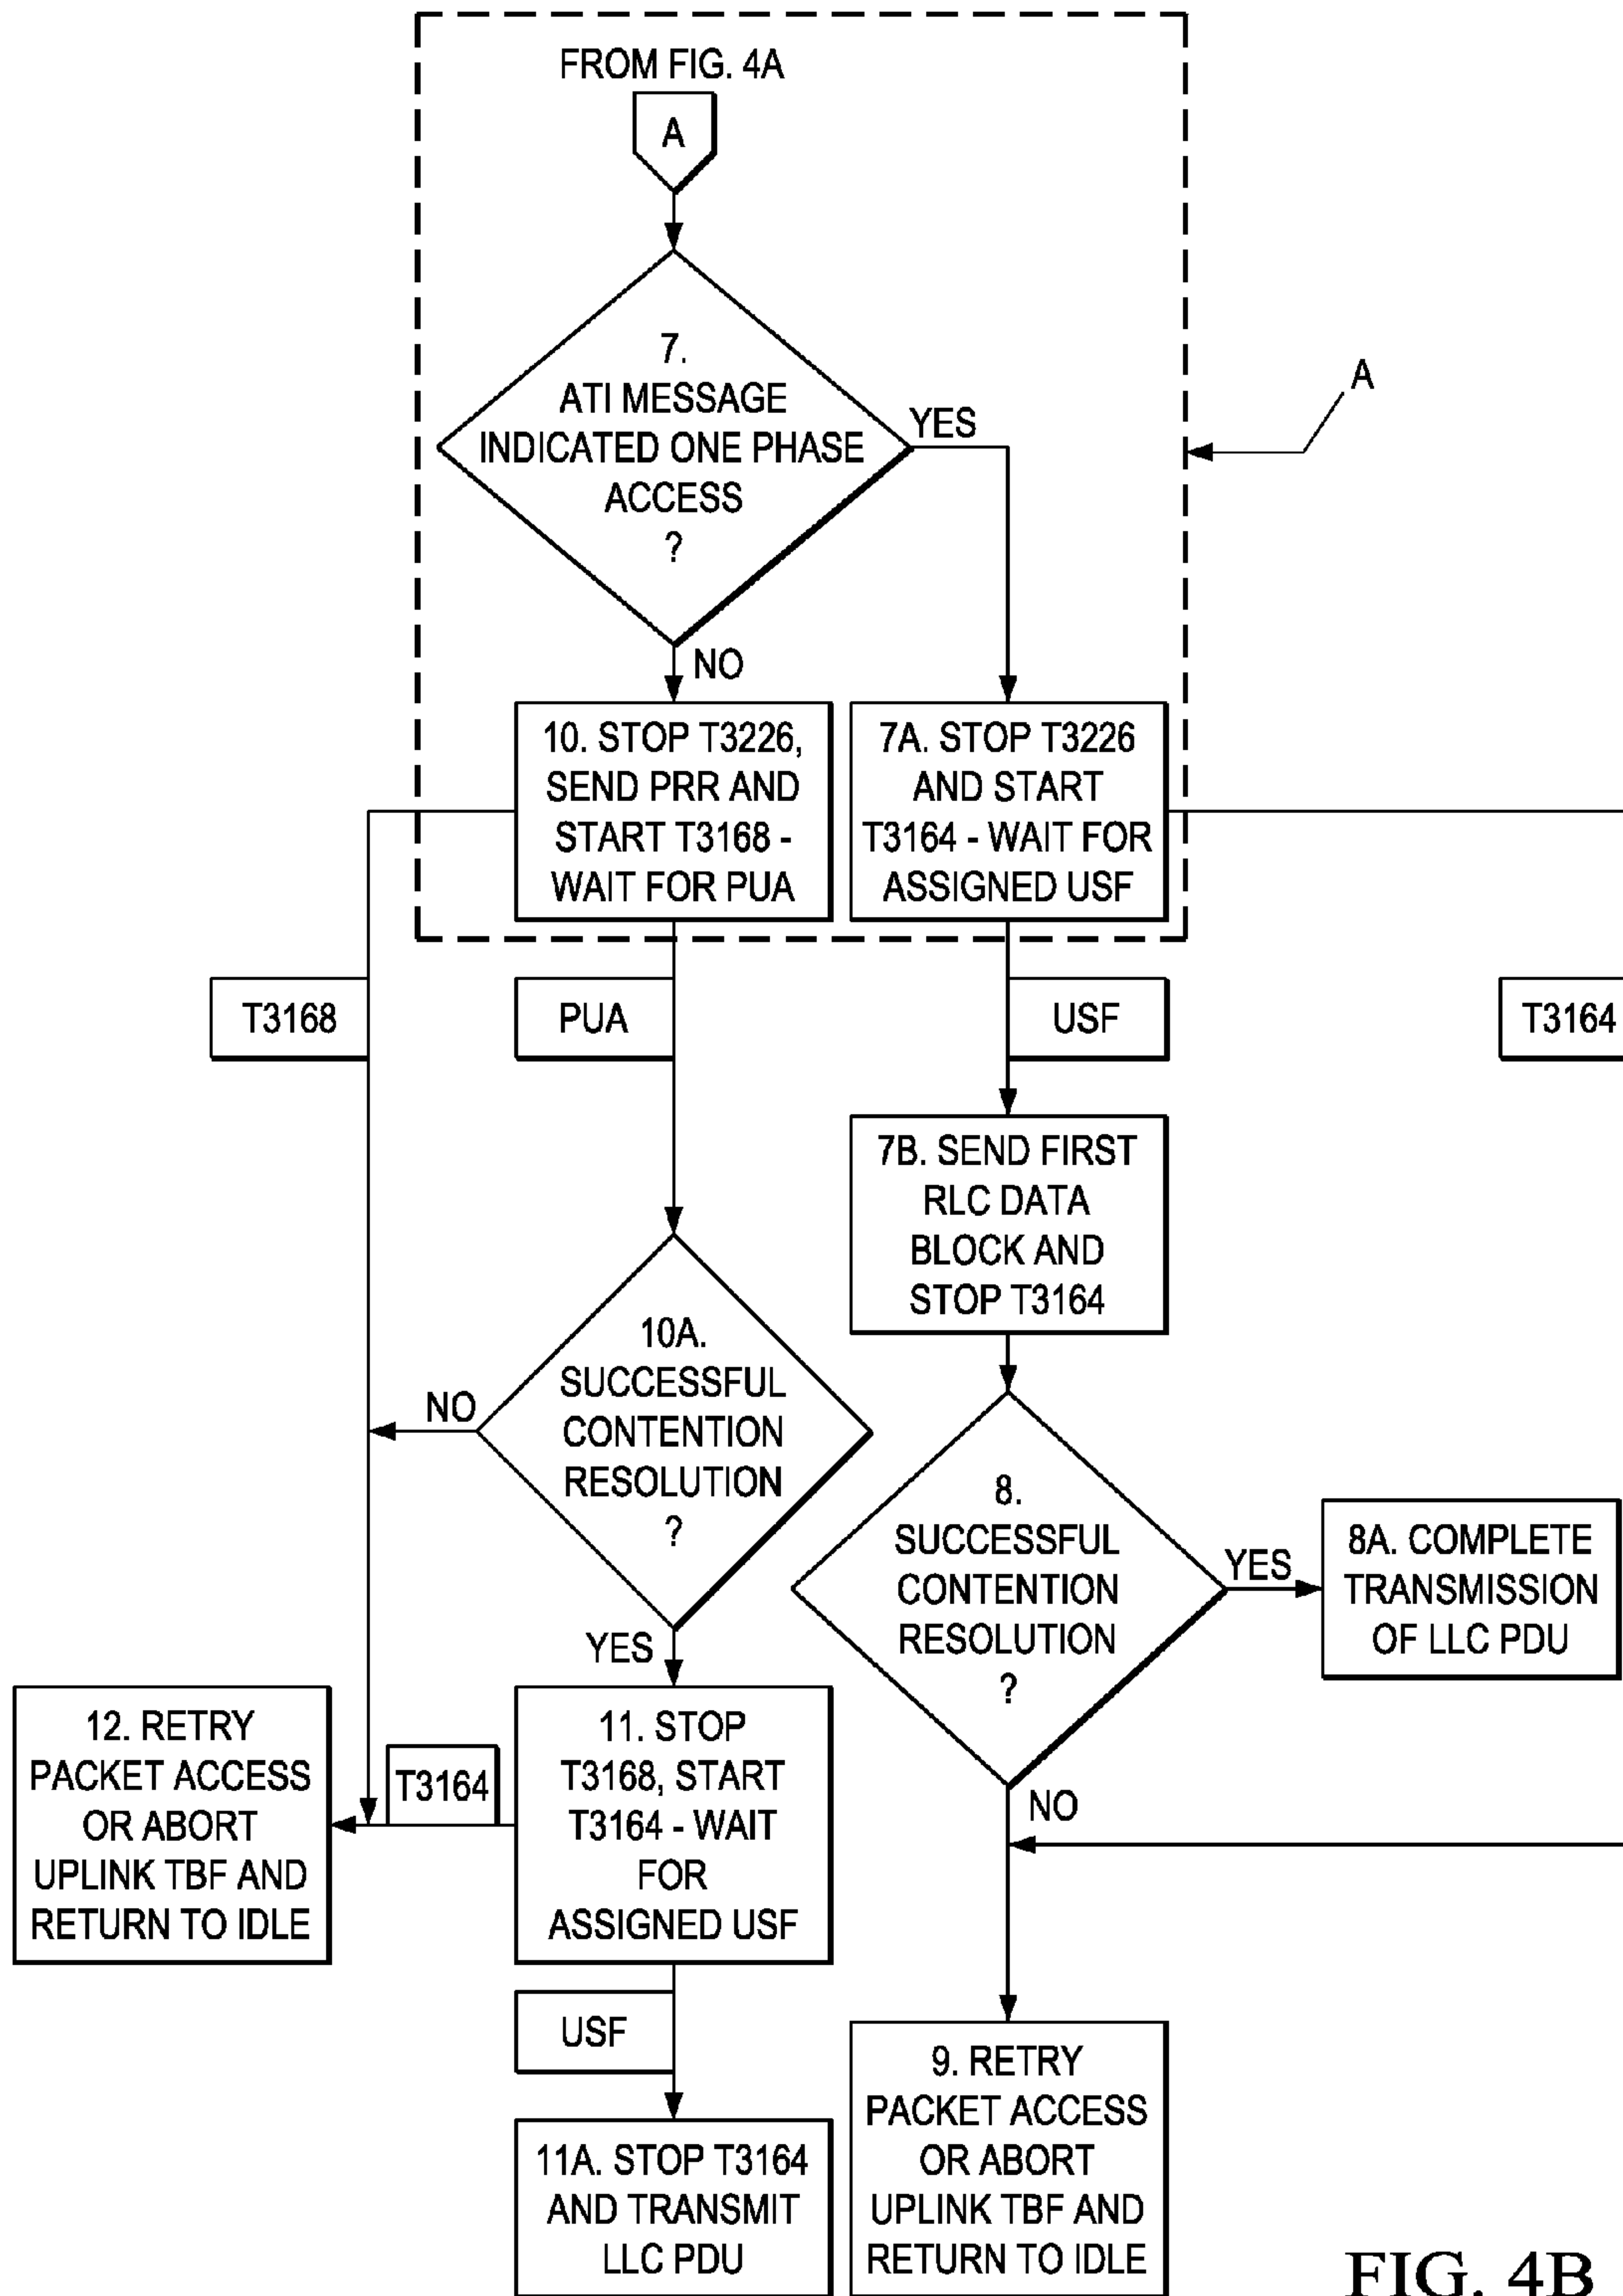 FROM FIG. 4A
A
7.
ATI MESSAGE
INDICATED ONE PHASE
ACCESS
?
YES
A
NO
10. STOP T3226,
SEND PRR AND
START T3168 -
WAIT FOR PUA
7A. STOP T3226
AND START
T3164 - WAIT FOR
ASSIGNED USF
T3168
PUA
USF
T3164
7B. SEND FIRST
RLC DATA
BLOCK AND
STOP T3164
10A.
SUCCESSFUL
CONTENTION
RESOLUTION
?
NO
YES
8.
SUCCESSFUL
CONTENTION
RESOLUTION
?
YES
8A. COMPLETE
TRANSMISSION
OF LLC PDU
NO
12. RETRY
PACKET ACCESS
OR ABORT
UPLINK TBF AND
RETURN TO IDLE
T3164
11. STOP
T3168, START
T3164 - WAIT
FOR
ASSIGNED USF
USF
11A. STOP T3164
AND TRANSMIT
LLC PDU
9. RETRY
PACKET ACCESS
OR ABORT
UPLINK TBF AND
RETURN TO IDLE
FIG. 4B